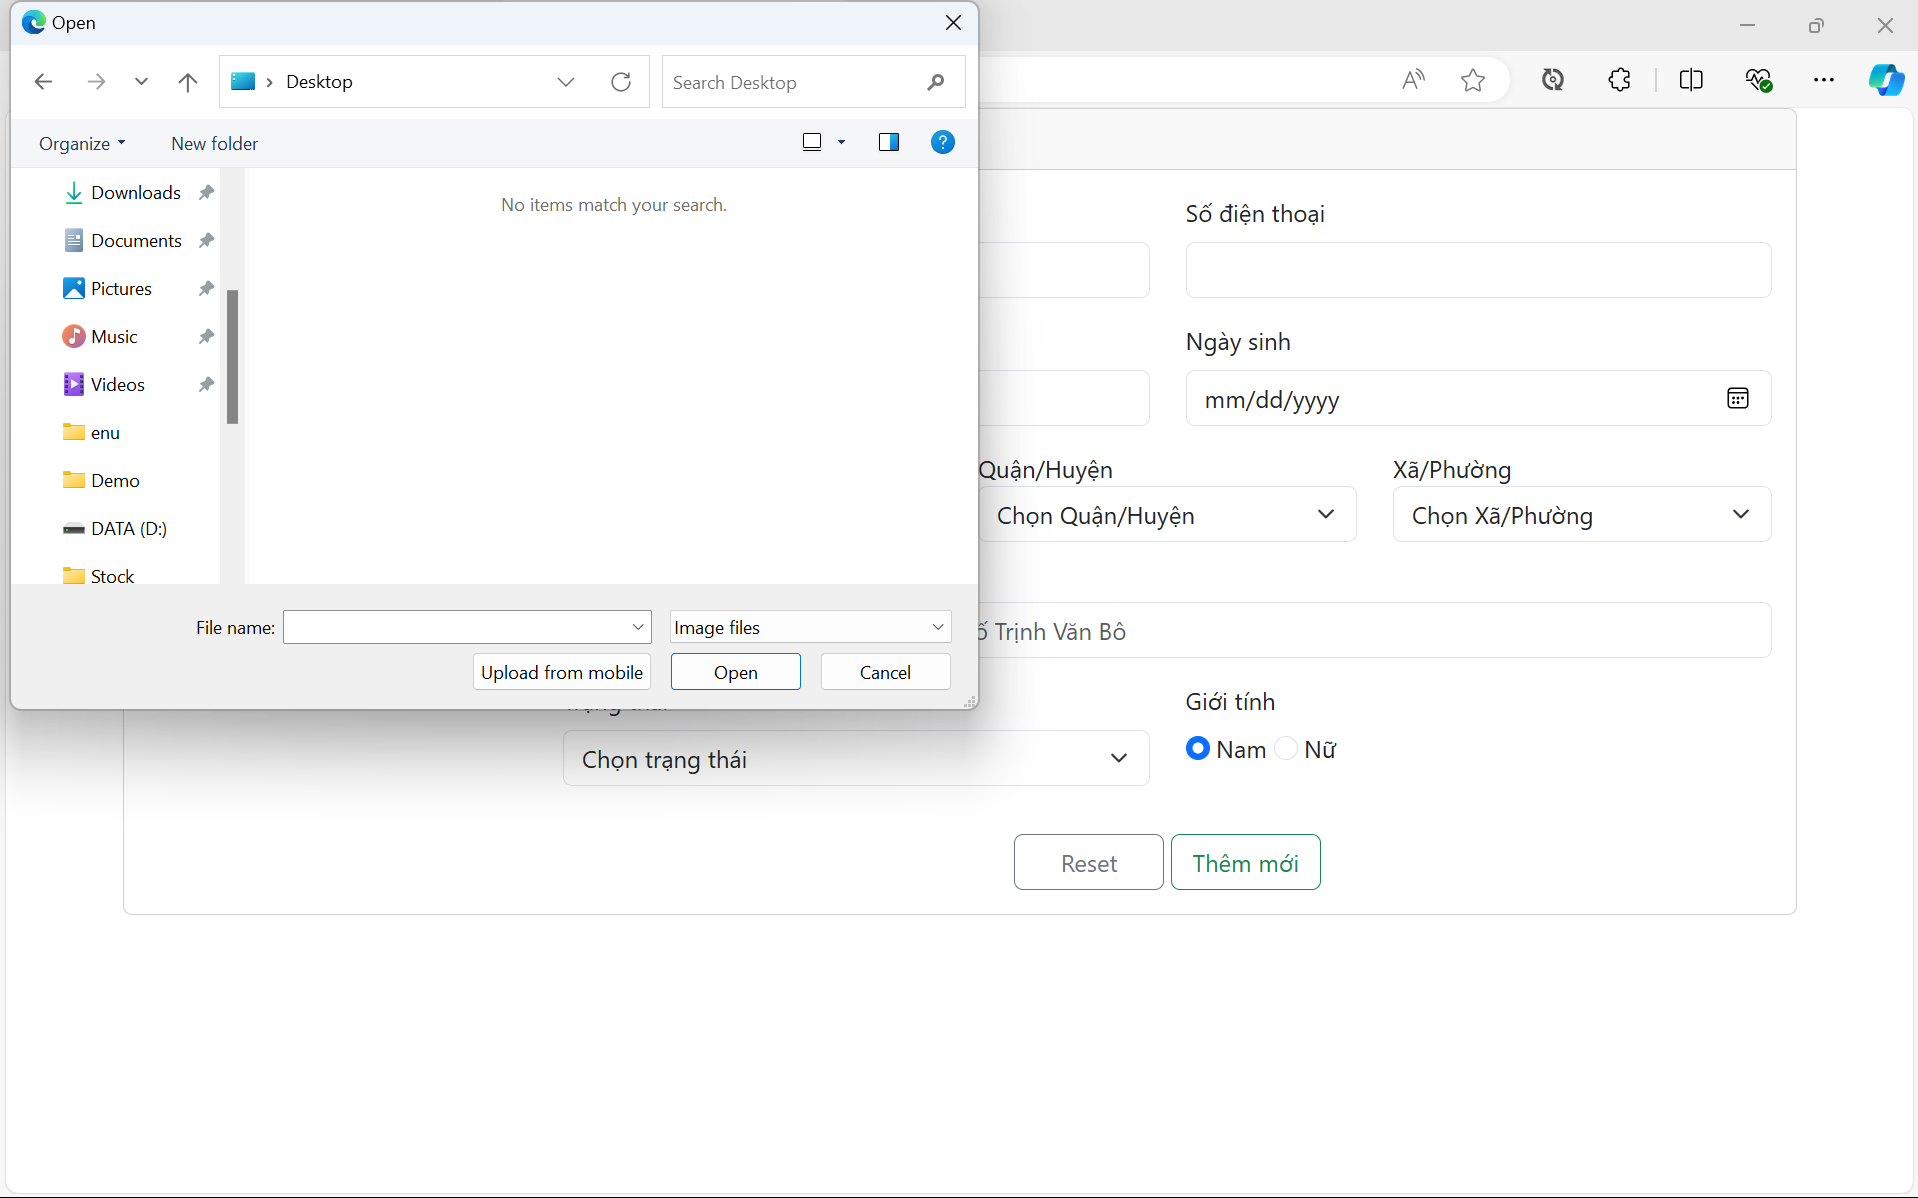 Open
Desktop
Search Desktop
Organize
New folder
Downloads
Documents
Pictures
Music
Videos
enu
Demo
DATA (D:)
Stock
No items match your search.
File name:
Image files
Upload from mobile
Open
Cancel
Số điện thoại
Ngày sinh
mm/dd/yyyy
Quận/Huyện
Chọn Quận/Huyện
Xã/Phường
Chọn Xã/Phường
Trịnh Văn Bô
Chọn trạng thái
Giới tính
Nam
Nữ
Reset
Thêm mới